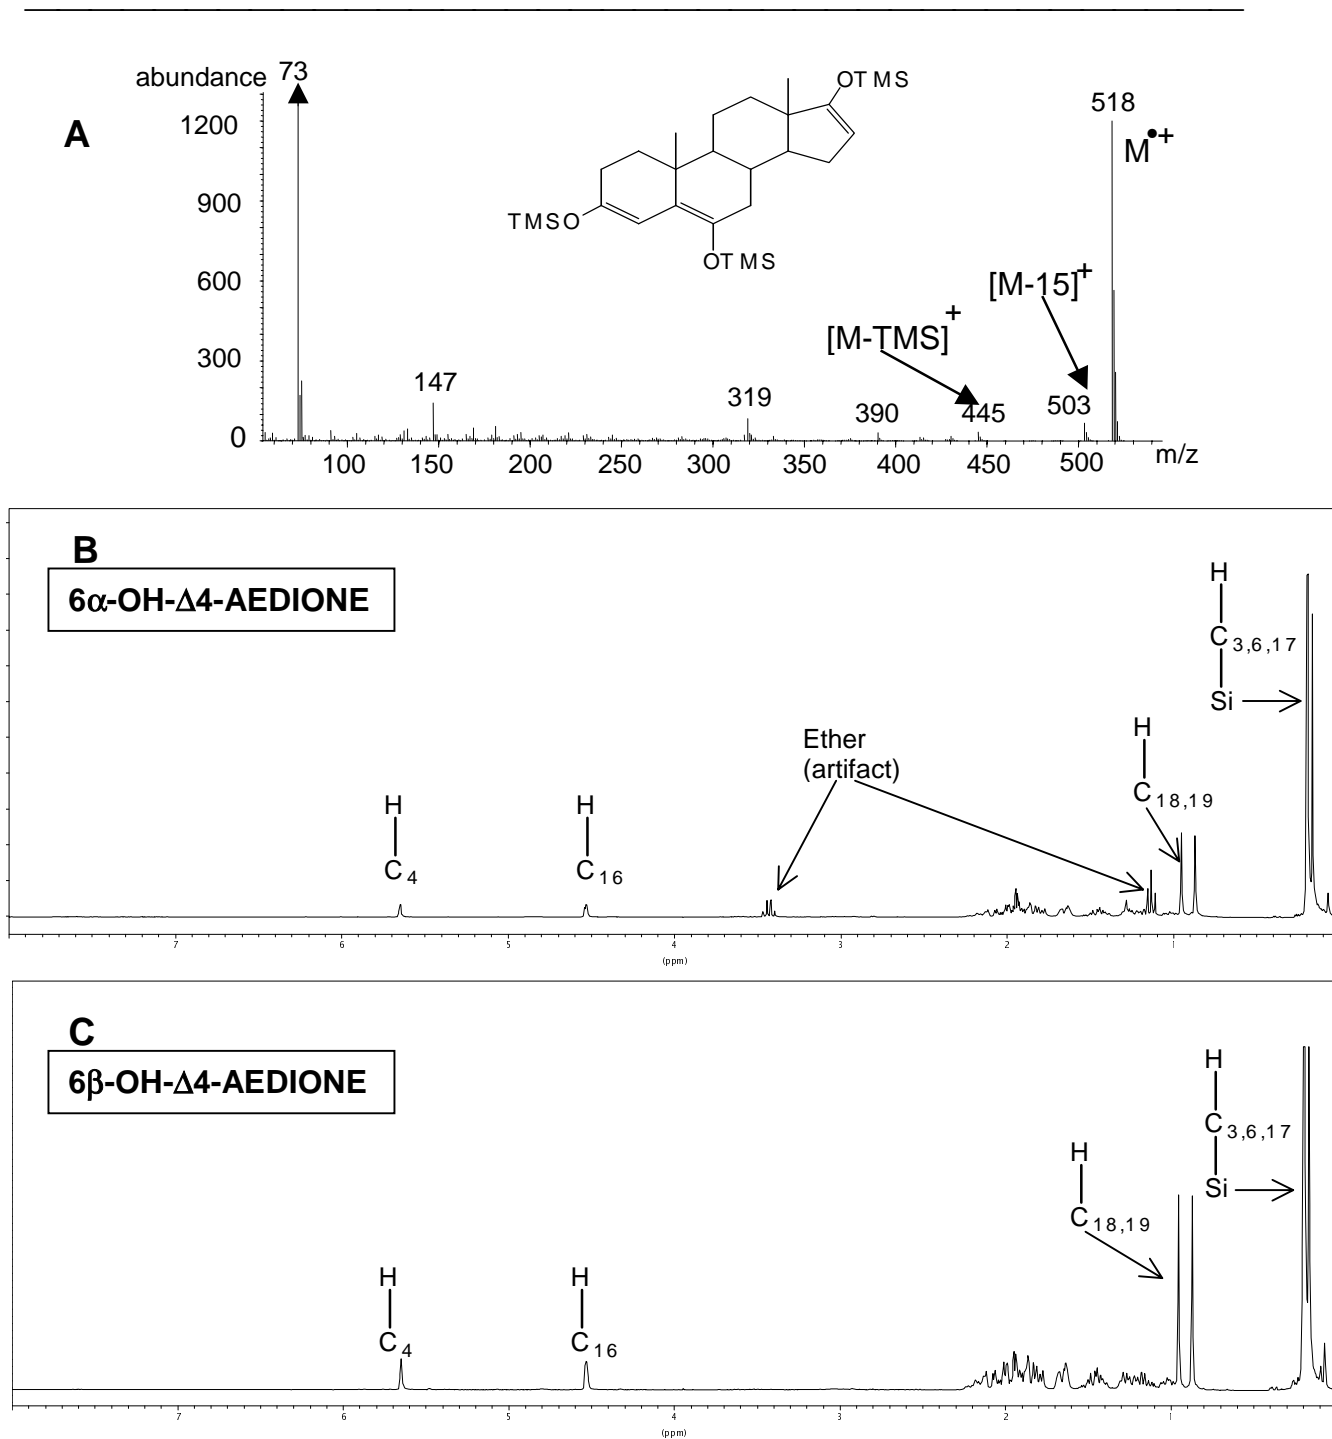 abundance 73
A
1200
900
600
300
0
OTMS
TMSO
OTMS
518
M•+
[M-15]+
[M-TMS]+
147
319
390
445
503
100 150 200 250 300 350 400 450 500 m/z
B
6α-OH-Δ4-AEDIONE
H
C3,6,17
Si
H
C18,19
Ether
(artifact)
H
C4
H
C16
7 6 5 4 3 2 1
(ppm)
C
6β-OH-Δ4-AEDIONE
H
C3,6,17
Si
H
C18,19
H
C4
H
C16
7 6 5 4 3 2 1
(ppm)